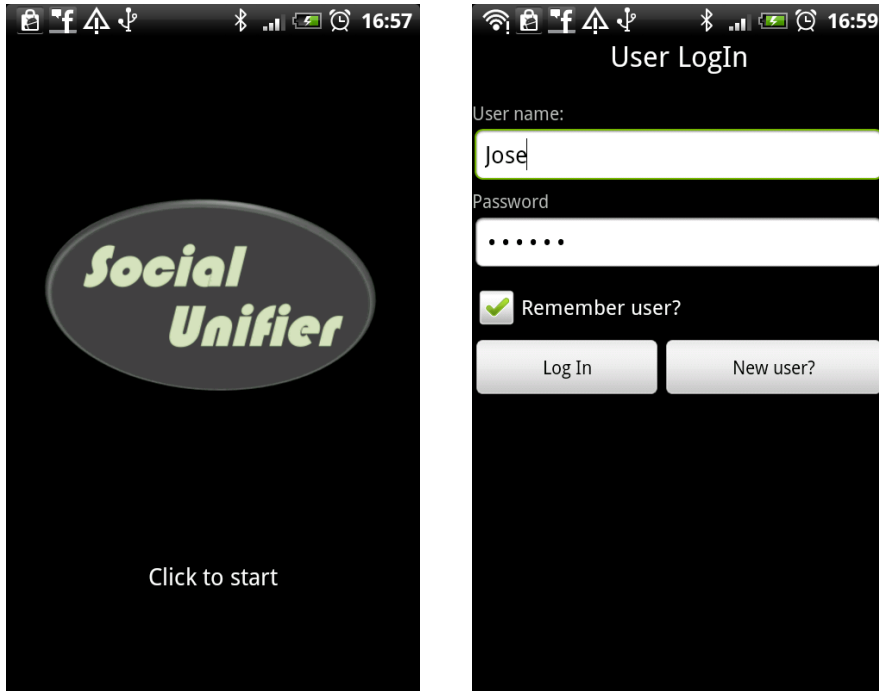 16:57
Social
Unifier
Click to start
16:59
User LogIn
User name:
Jose
Password
••••••
Remember user?
Log In
New user?